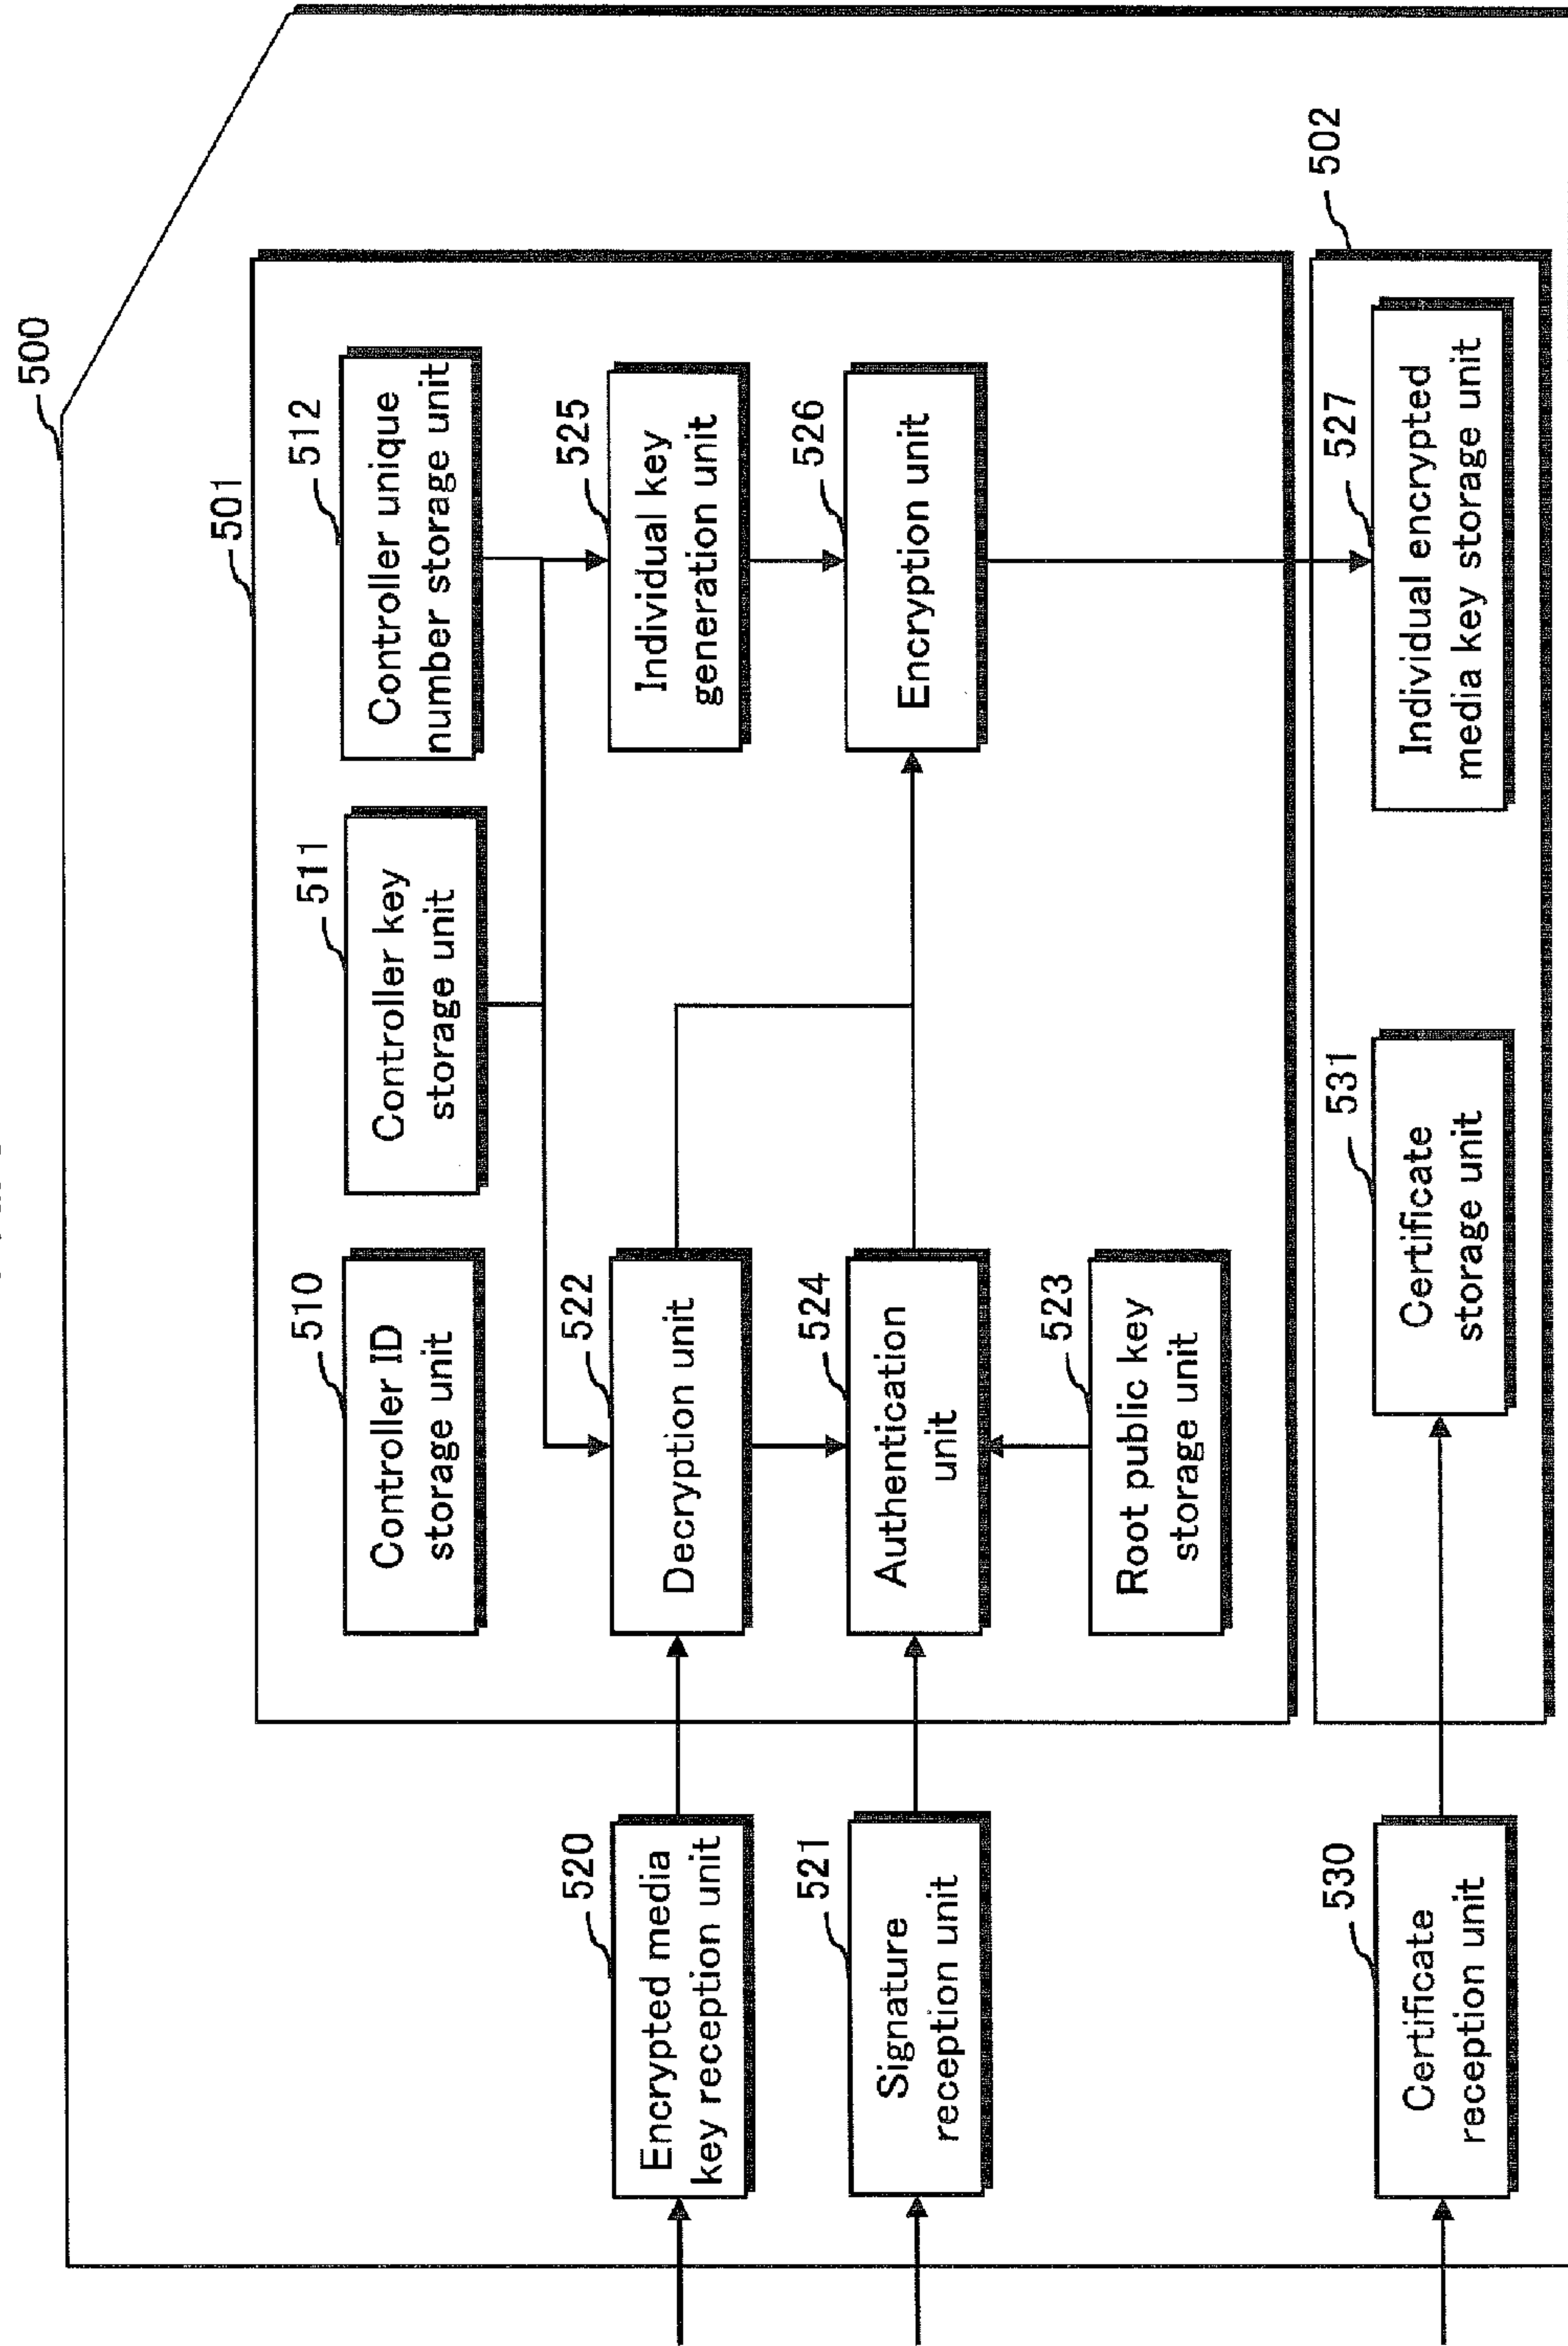 500
501
510
Controller ID
storage unit
511
Controller key
storage unit
512
Controller unique
number storage unit
520
Encrypted media
key reception unit
522
Decryption unit
525
Individual key
generation unit
521
Signature
reception unit
524
Authentication
unit
526
Encryption unit
523
Root public key
storage unit
502
530
Certificate
reception unit
531
Certificate
storage unit
527
Individual encrypted
media key storage unit